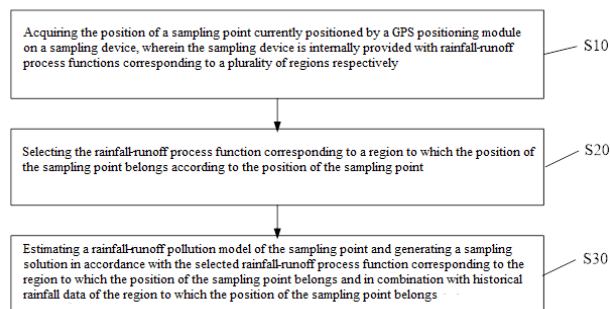 Acquiring the position of a sampling point currently positioned by a GPS positioning module
on a sampling device, wherein the sampling device is internally provided with rainfall-runoff
process functions corresponding to a plurality of regions respectively
S10
Selecting the rainfall-runoff process function corresponding to a region to which the position of
the sampling point belongs according to the position of the sampling point
S20
Estimating a rainfall-runoff pollution model of the sampling point and generating a sampling
solution in accordance with the selected rainfall-runoff process function corresponding to the
region to which the position of the sampling point belongs and in combination with historical
rainfall data of the region to which the position of the sampling point belongs
S30